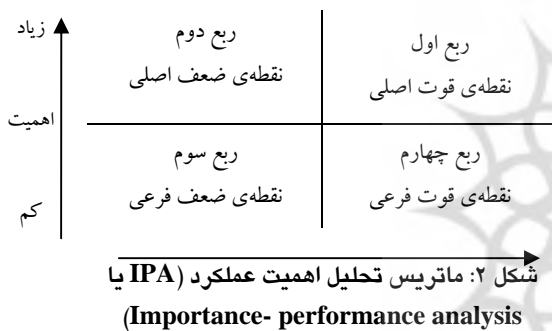 زیاد
ربع دوم
نقطه‌ی ضعف اصلی
ربع اول
نقطه‌ی قوت اصلی
اهمیت
ربع سوم
نقطه‌ی ضعف فرعی
ربع چهارم
نقطه‌ی قوت فرعی
کم
شکل ۲: ماتریس تحلیل اهمیت عملکرد (IPA یا
Importance- performance analysis)